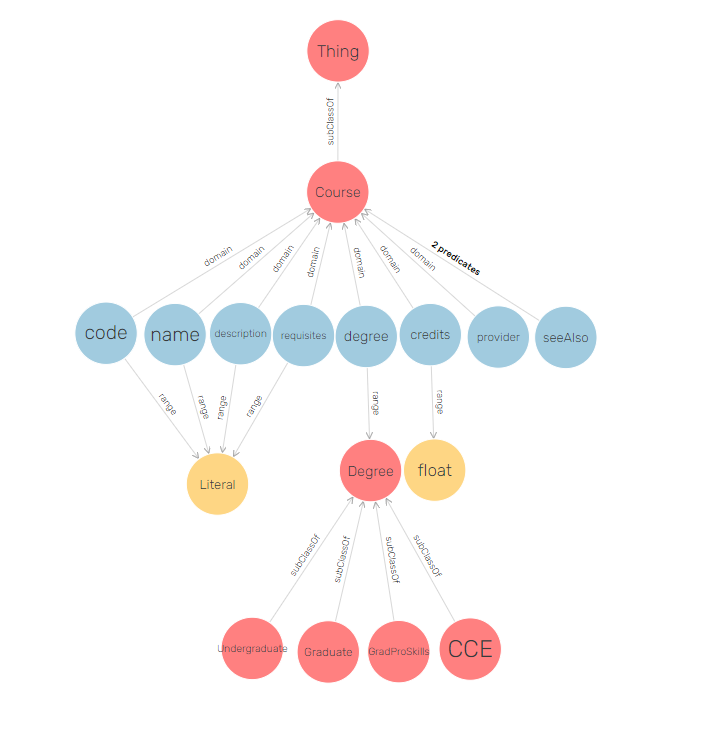 Thing
subClassOf
Course
domain
domain
domain
domain
domain
domain
domain
2 predicates
code
name
description
requisites
degree
credits
provider
seeAlso
range
range
range
range
range
range
Literal
Degree
float
subClassOf
subClassOf
subClassOf
subClassOf
Undergraduate
Graduate
GradProSkills
CCE